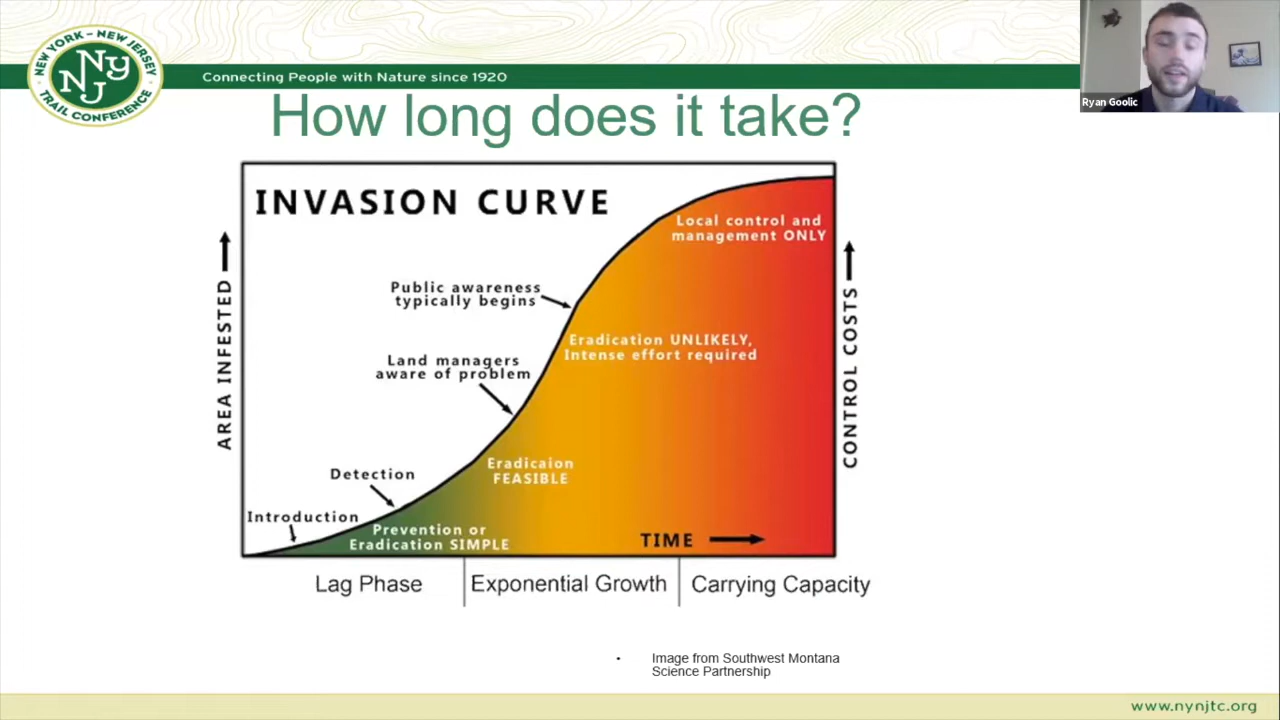 NEW YORK – NEW JERSEY
NY
NJ
TRAIL CONFERENCE
Connecting People with Nature since 1920
Ryan Goolic
How long does it take?
INVASION CURVE
Local control and
management ONLY
Public awareness
typically begins
Eradication UNLIKELY,
Intense effort required
Land managers
aware of problem
AREA INFESTED
CONTROL COSTS
Eradicaion
FEASIBLE
Detection
Introduction
Prevention or
Eradication SIMPLE
TIME
Lag Phase
Exponential Growth
Carrying Capacity
• Image from Southwest Montana
Science Partnership
www.nynjtc.org